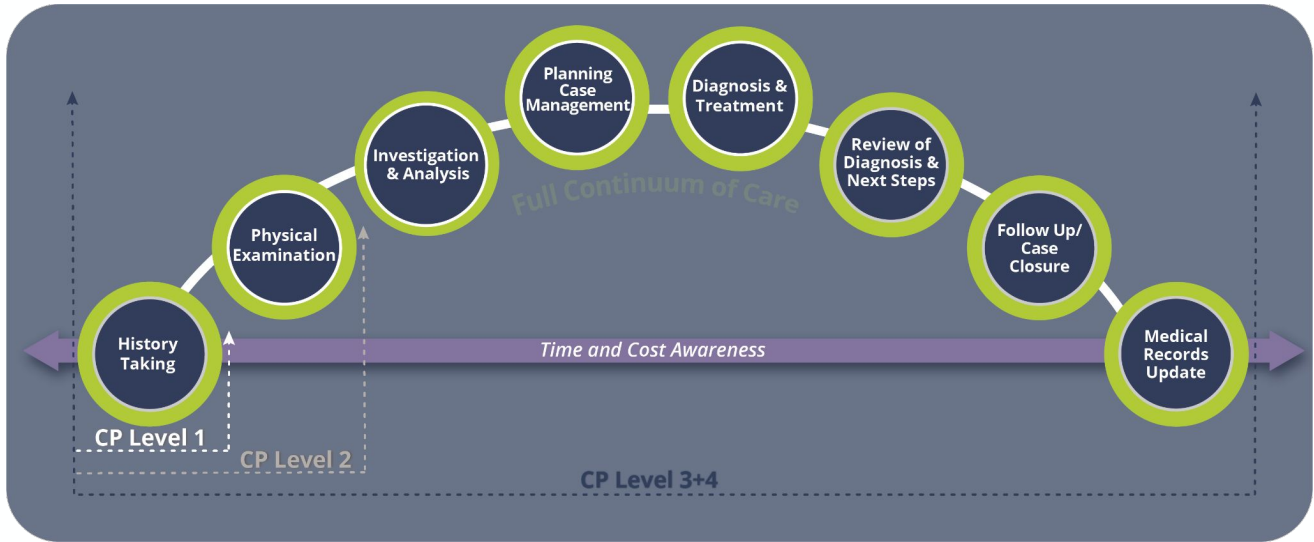 History
Taking
Physical
Examination
Investigation
& Analysis
Planning
Case
Management
Diagnosis &
Treatment
Review of
Diagnosis &
Next Steps
Follow Up/
Case
Closure
Medical
Records
Update
Full Continuum of Care
Time and Cost Awareness
CP Level 1
CP Level 2
CP Level 3+4